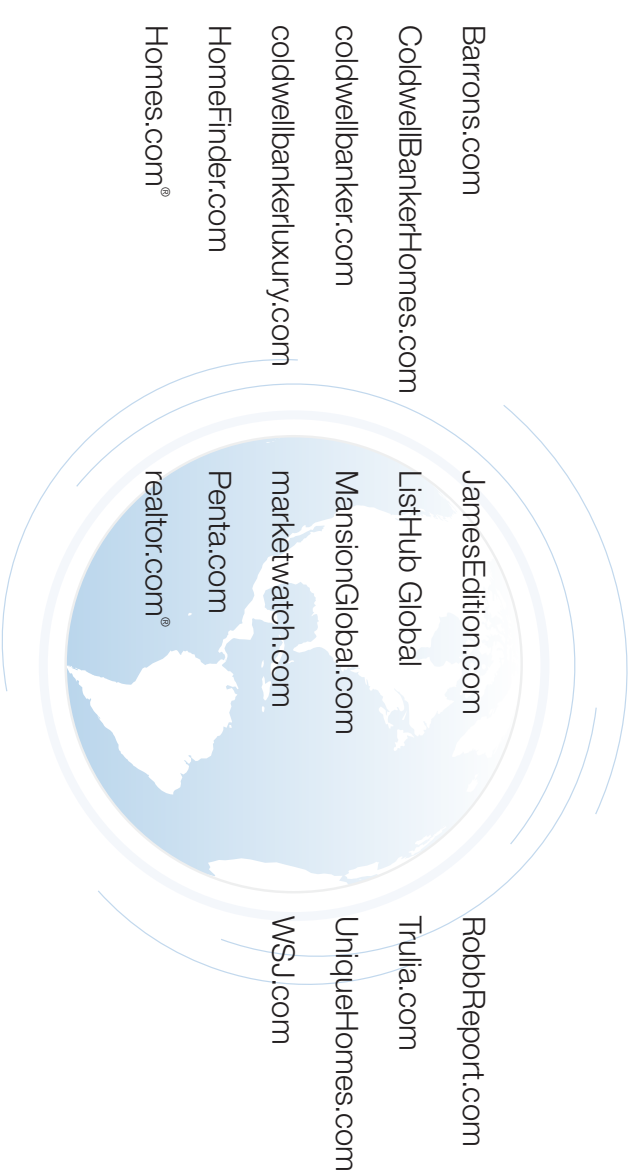 Barrons.com
ColdwellBankerHomes.com
coldwellbanker.com
coldwellbankerluxury.com
HomeFinder.com
Homes.com®
JamesEdition.com
ListHub Global
MansionGlobal.com
marketwatch.com
Penta.com
realtor.com®
RobbReport.com
Trulia.com
UniqueHomes.com
WSJ.com